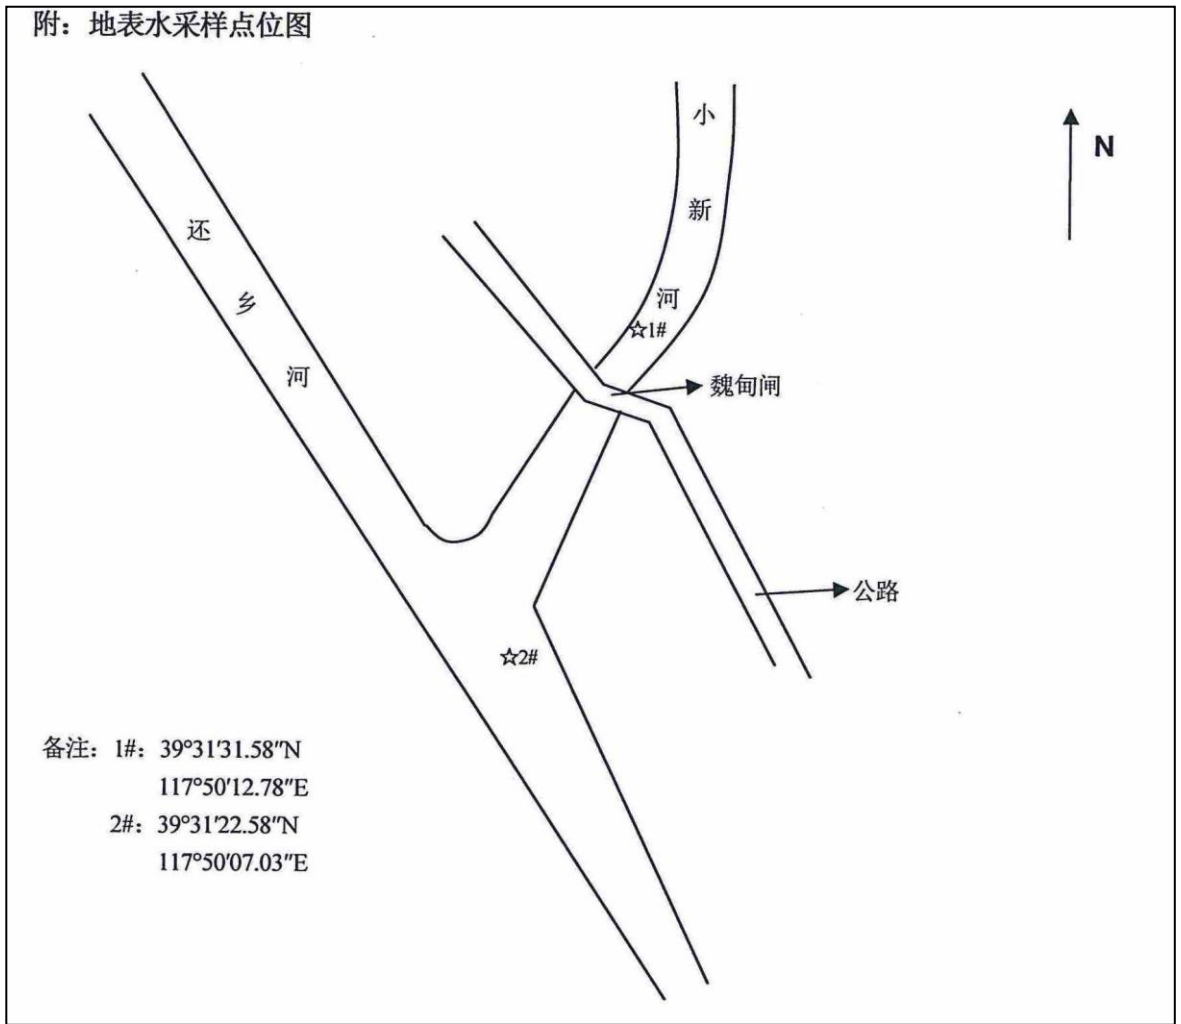 附：地表水采样点位图
小
新
河
☆1#
N
还
乡
河
魏甸闸
公路
☆2#
备注：1#：39°31′31.58″N
117°50′12.78″E
2#：39°31′22.58″N
117°50′07.03″E